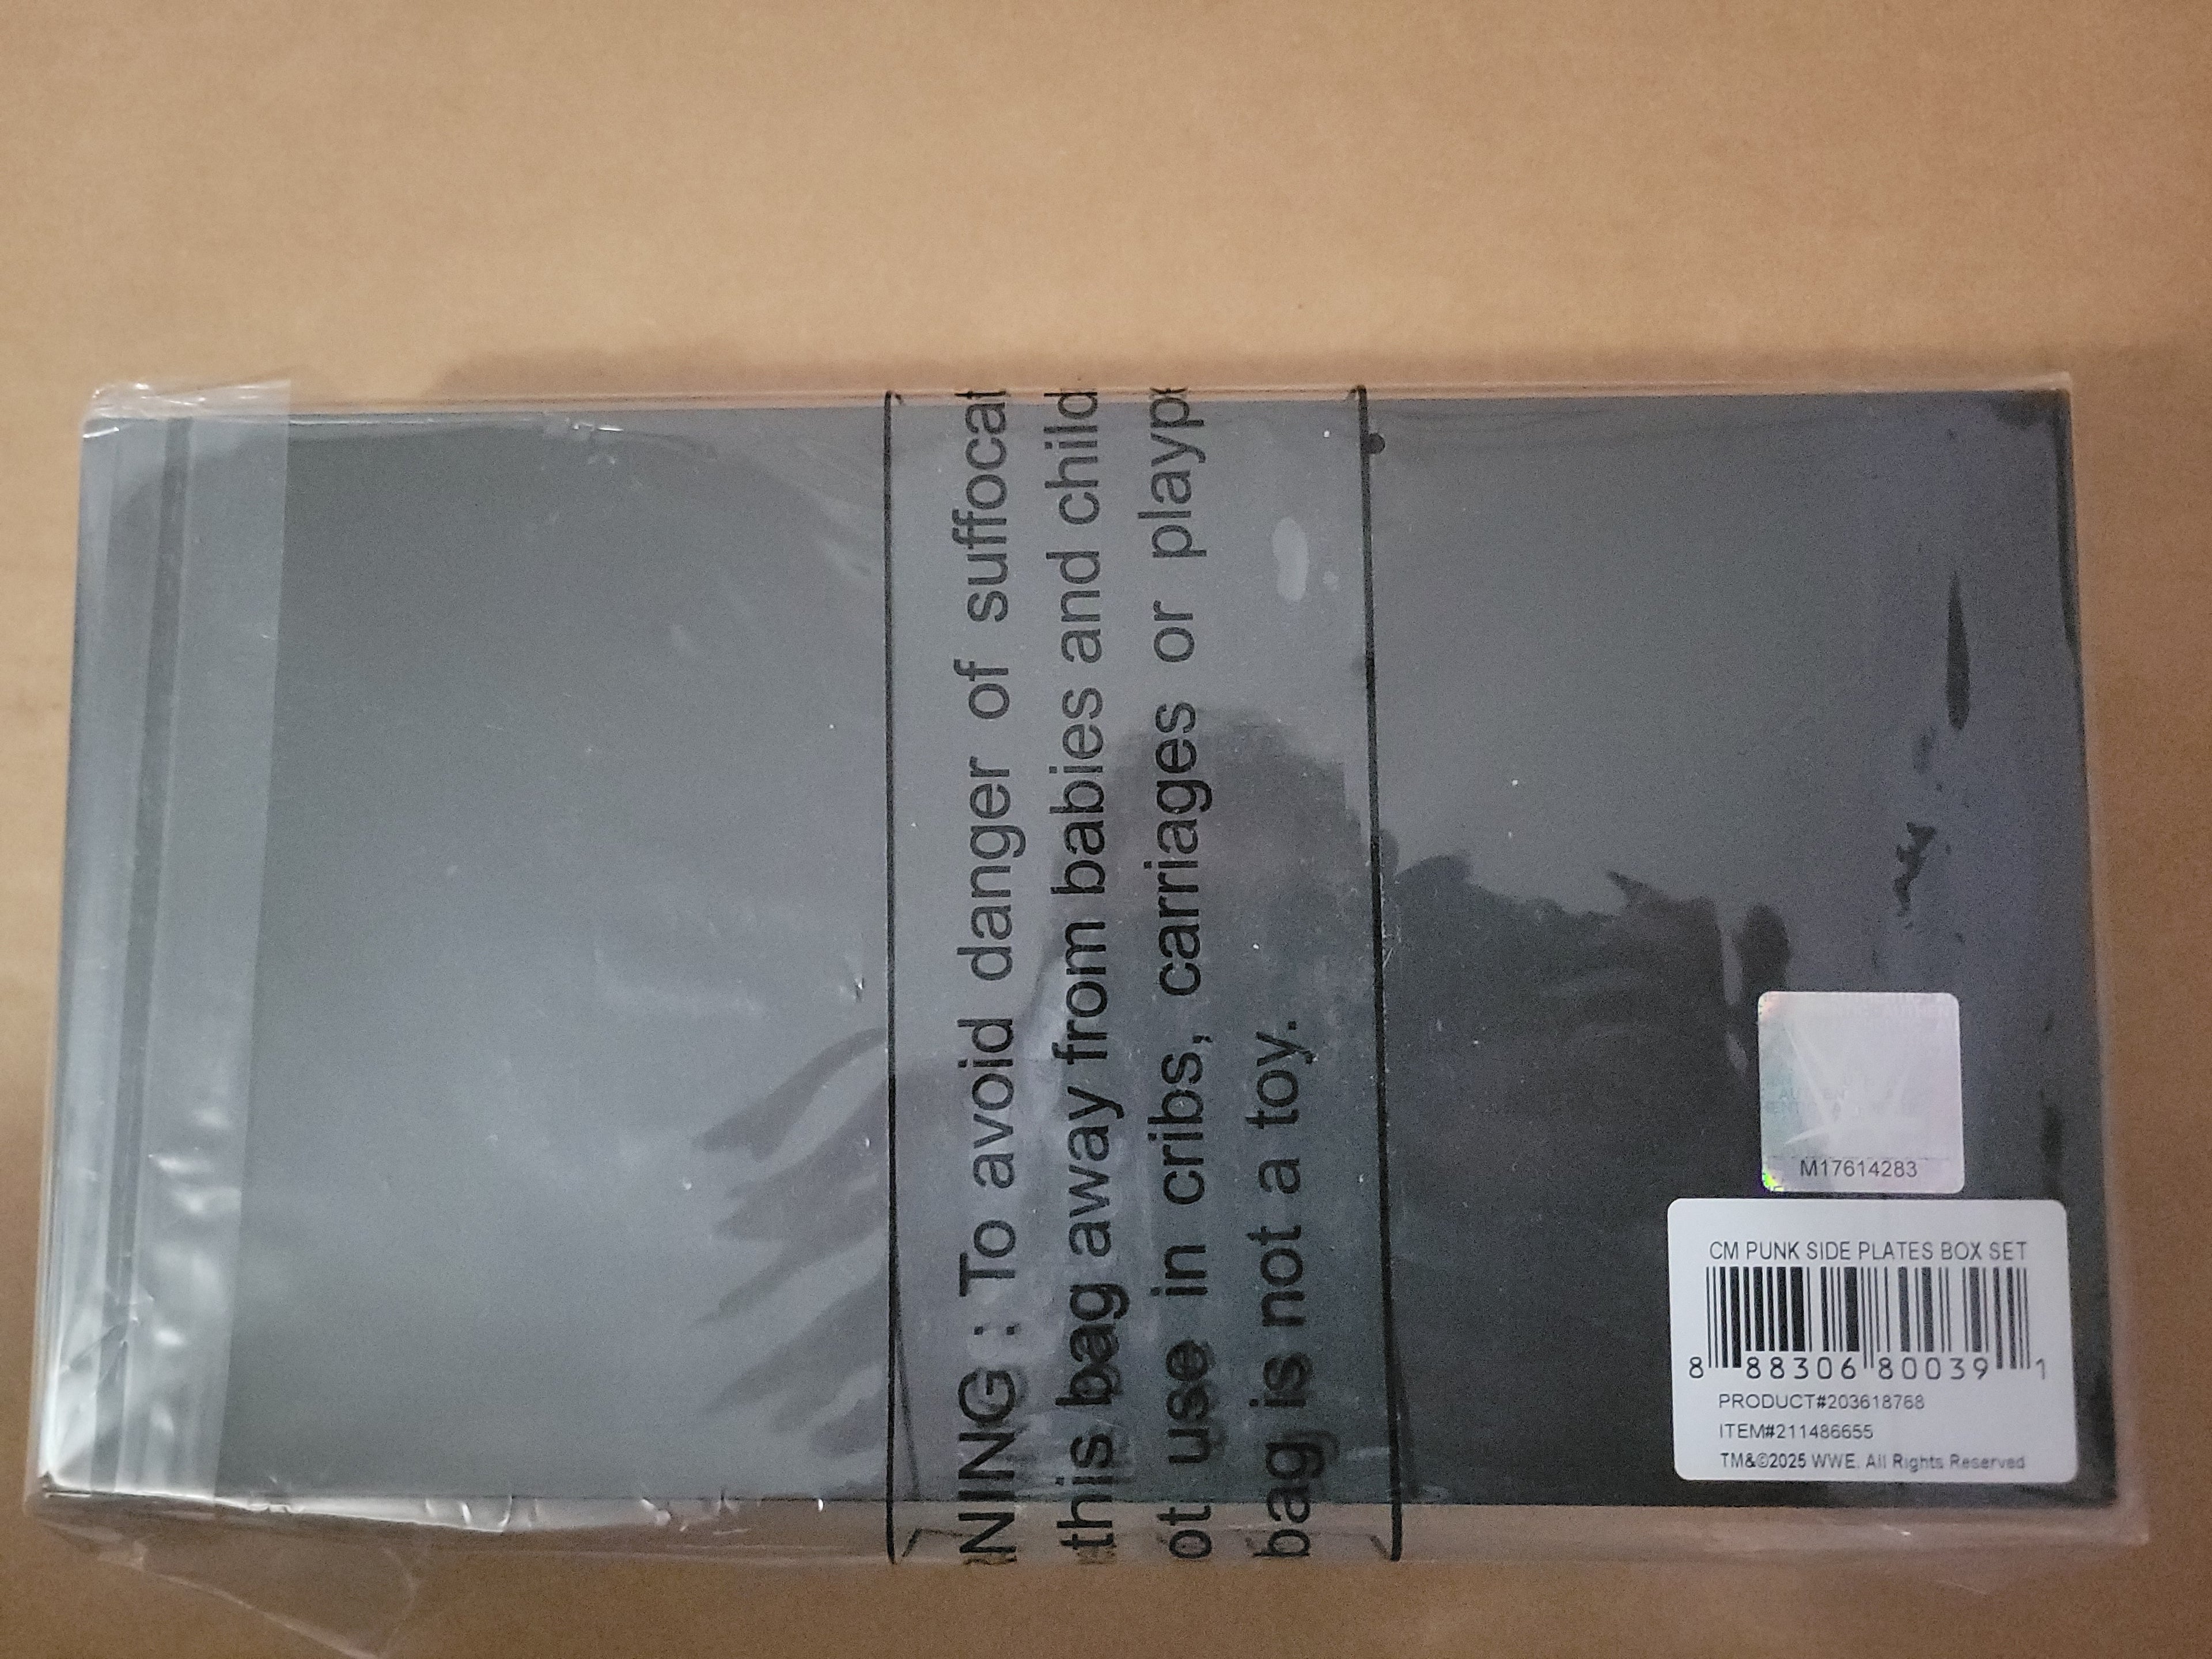 NING : To avoid danger of suffocat
this bag away from babies and child
ot use in cribs, carriages or plaype
bag is not a toy.
M17614283
CM PUNK SIDE PLATES BOX SET
8 88306 80039 1
PRODUCT#203618768
ITEM#211486655
TM&©2025 WWE. All Rights Reserved